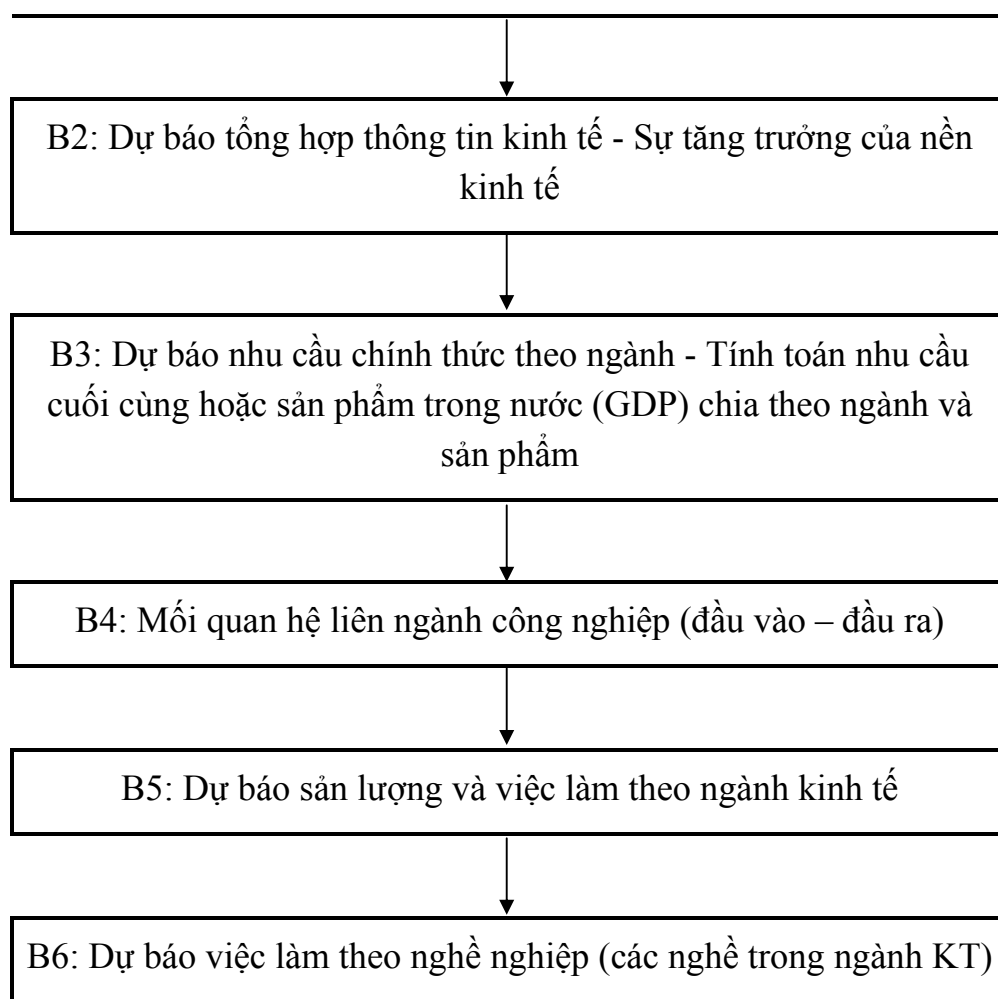 B2: Dự báo tổng hợp thông tin kinh tế - Sự tăng trưởng của nền
kinh tế
B3: Dự báo nhu cầu chính thức theo ngành - Tính toán nhu cầu
cuối cùng hoặc sản phẩm trong nước (GDP) chia theo ngành và
sản phẩm
B4: Mối quan hệ liên ngành công nghiệp (đầu vào – đầu ra)
B5: Dự báo sản lượng và việc làm theo ngành kinh tế
B6: Dự báo việc làm theo nghề nghiệp (các nghề trong ngành KT)